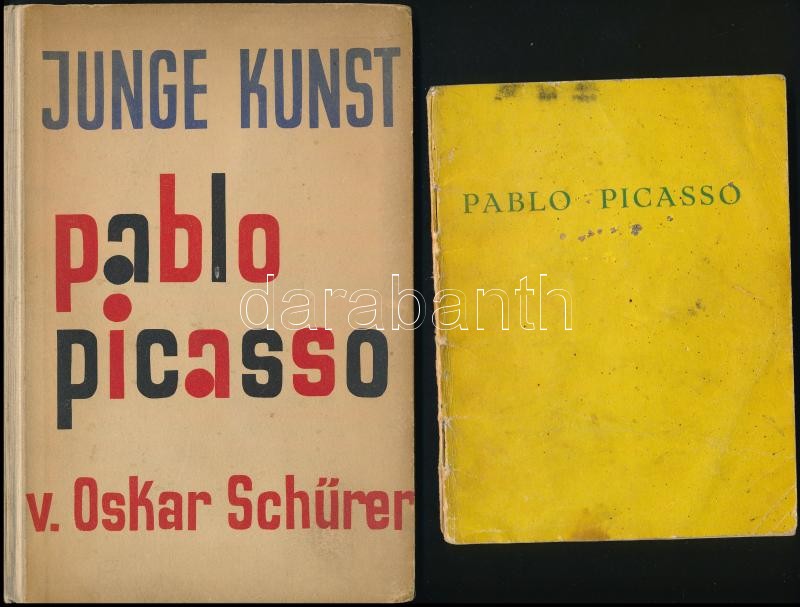 JUNGE KUNST
pablo
picasso
v. Oskar Schürer
PABLO PICASSO
darabanth